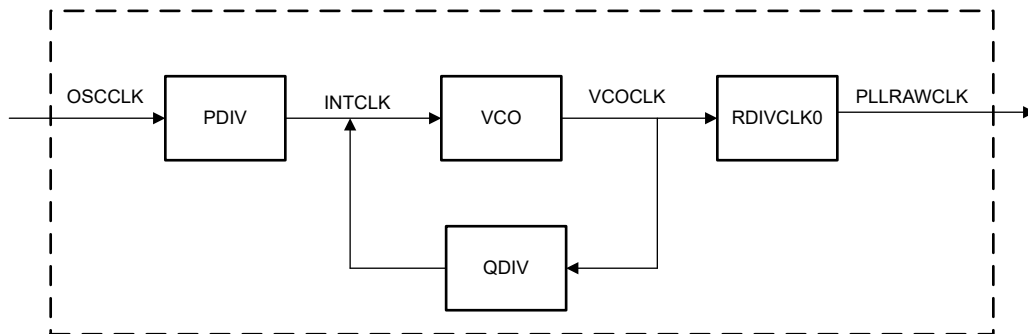 OSCCLK
PDIV
INTCLK
VCO
VCOCLK
RDIVCLK0
PLLRAWCLK
QDIV